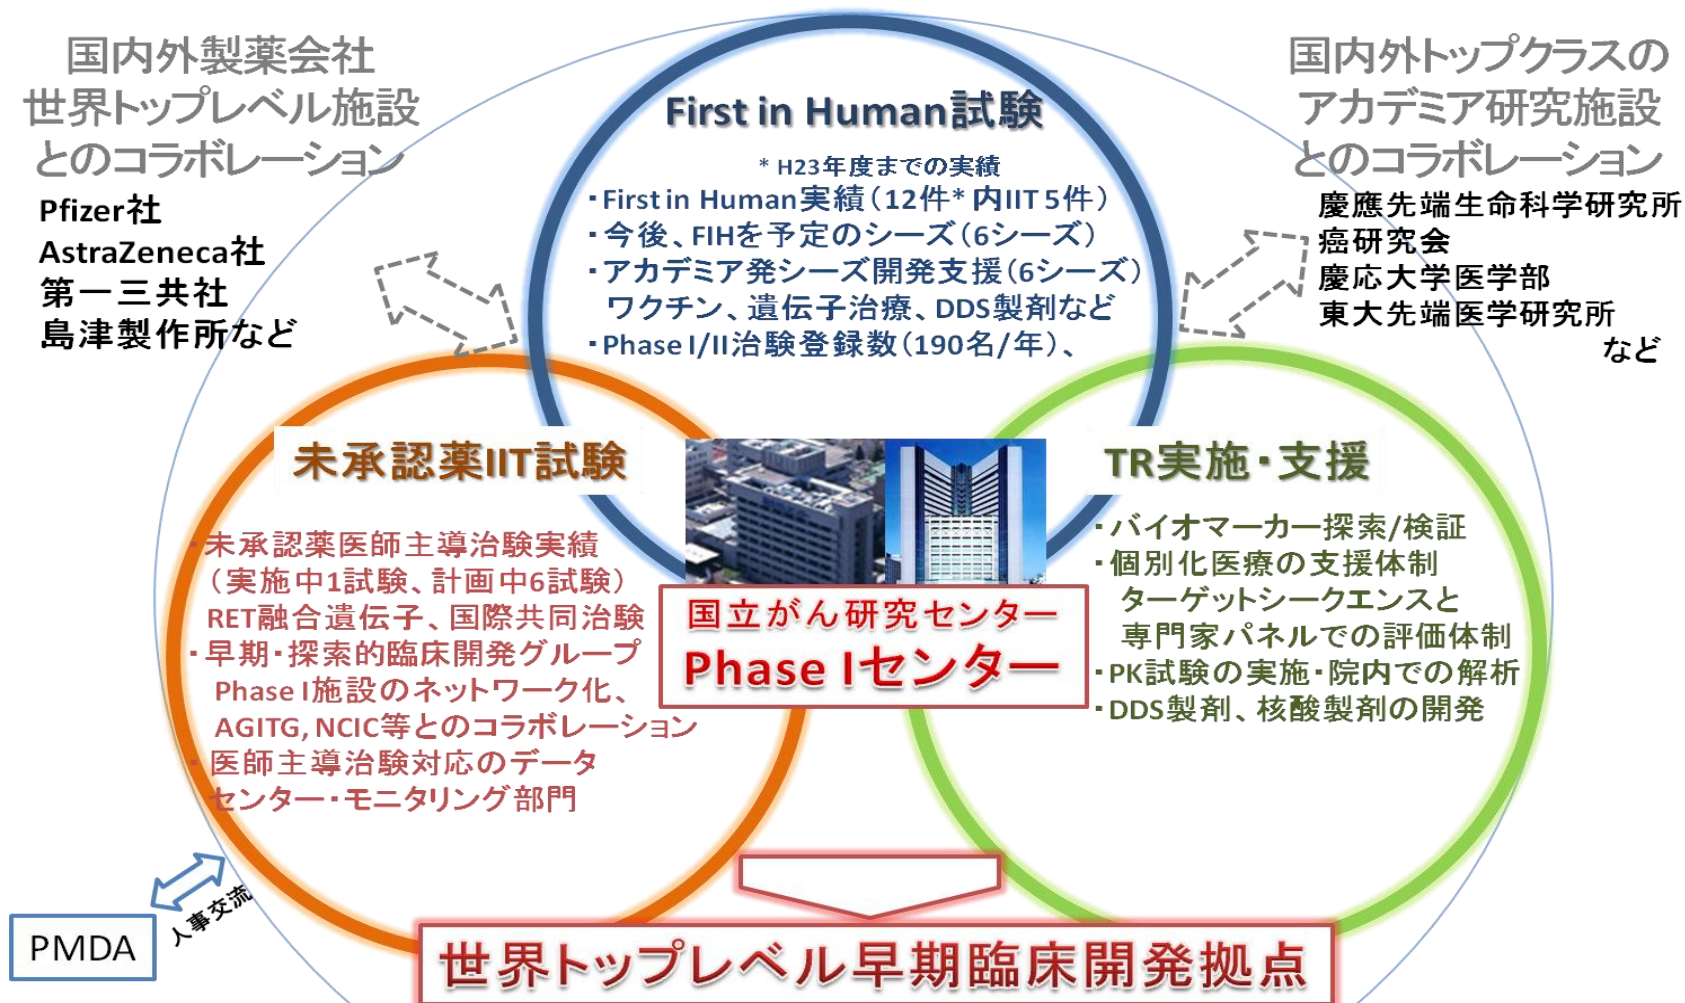 国内外製薬会社
世界トップレベル施設
とのコラボレーション
Pfizer社
AstraZeneca社
第一三共社
島津製作所など
First in Human試験
* H23年度までの実績
・First in Human実績(12件* 内IIT 5件)
・今後、FIHを予定のシーズ(6シーズ)
・アカデミア発シーズ開発支援(6シーズ)
ワクチン、遺伝子治療、DDS製剤など
・Phase I/II治験登録数(190名/年)、
国内外トップクラスの
アカデミア研究施設
とのコラボレーション
慶應先端生命科学研究所
癌研究会
慶応大学医学部
東大先端医学研究所
など
未承認薬IIT試験
・未承認薬医師主導治験実績
(実施中1試験、計画中6試験)
RET融合遺伝子、国際共同治験
・早期・探索的臨床開発グループ
Phase I施設のネットワーク化、
AGITG, NCIC等とのコラボレーション
・医師主導治験対応のデータ
センター・モニタリング部門
TR実施・支援
・バイオマーカー探索/検証
・個別化医療の支援体制
ターゲットシークエンスと
専門家パネルでの評価体制
・PK試験の実施・院内での解析
・DDS製剤、核酸製剤の開発
国立がん研究センター
Phase Iセンター
人事交流
PMDA
世界トップレベル早期臨床開発拠点